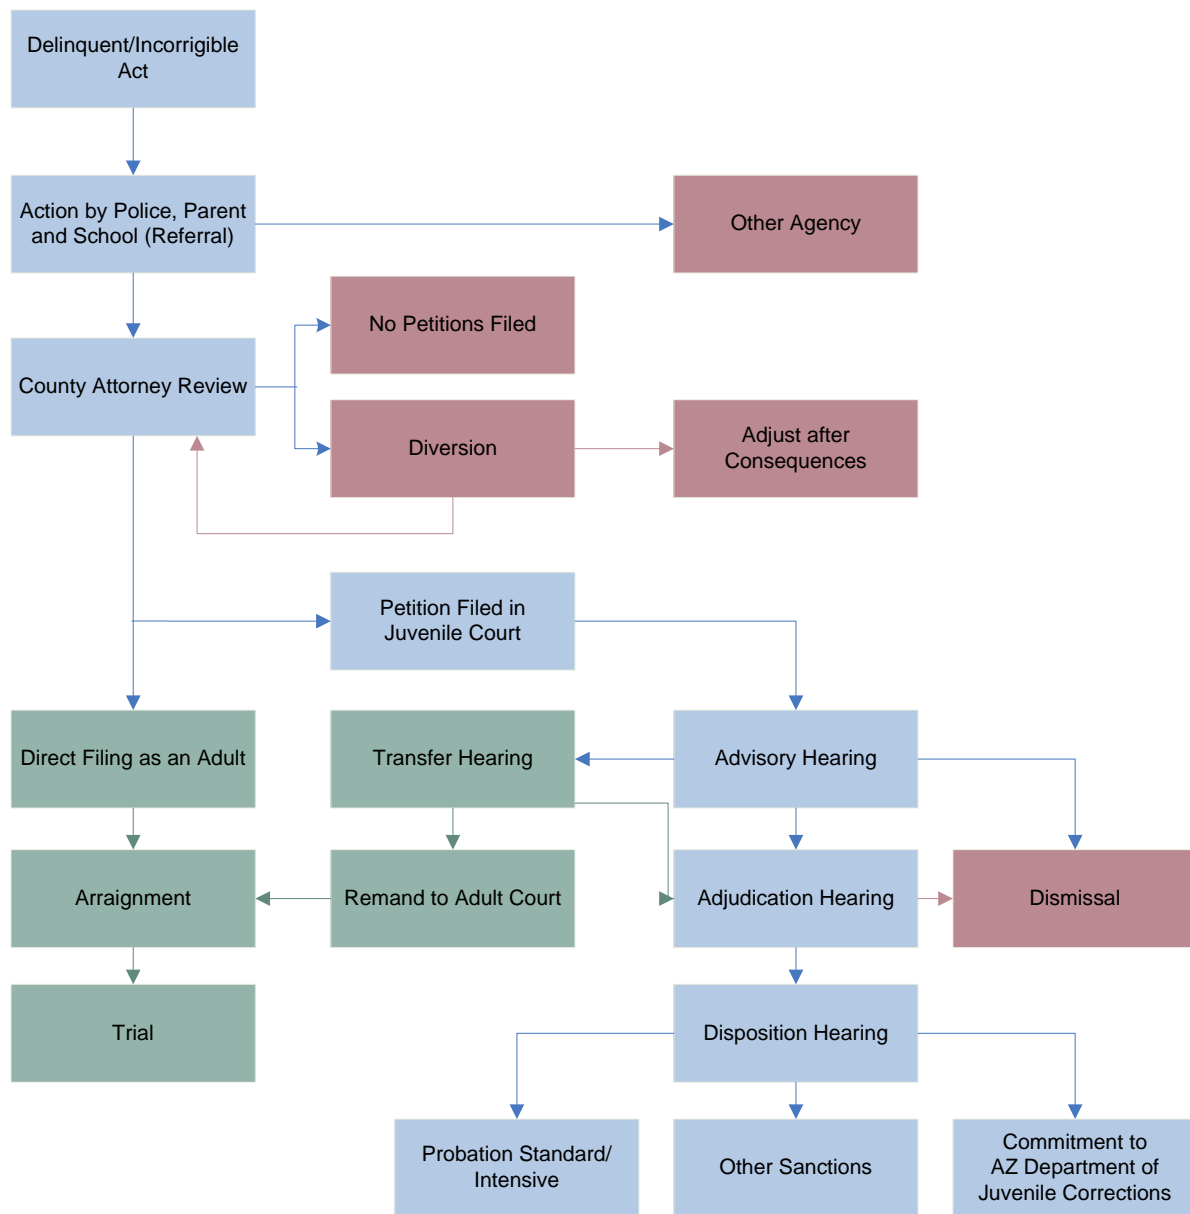 Delinquent/Incorrigible
Act
Action by Police, Parent
and School (Referral)
Other Agency
No Petitions Filed
County Attorney Review
Diversion
Adjust after
Consequences
Petition Filed in
Juvenile Court
Direct Filing as an Adult
Transfer Hearing
Advisory Hearing
Arraignment
Remand to Adult Court
Adjudication Hearing
Dismissal
Trial
Disposition Hearing
Probation Standard/
Intensive
Other Sanctions
Commitment to
AZ Department of
Juvenile Corrections